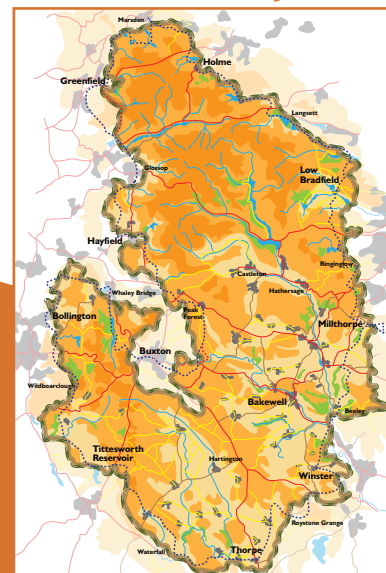 Marsden
Holme
Greenfield
Langsett
Glossop
Low
Bradfield
Hayfield
Ringinglow
Castleton
Hathersage
Whaley Bridge
Peak
Forest
Bollington
Millthorpe
Buxton
Wildboarclough
Bakewell
Beeley
Tittesworth
Reservoir
Hartington
Winster
Roystone Grange
Waterfall
Thorpe